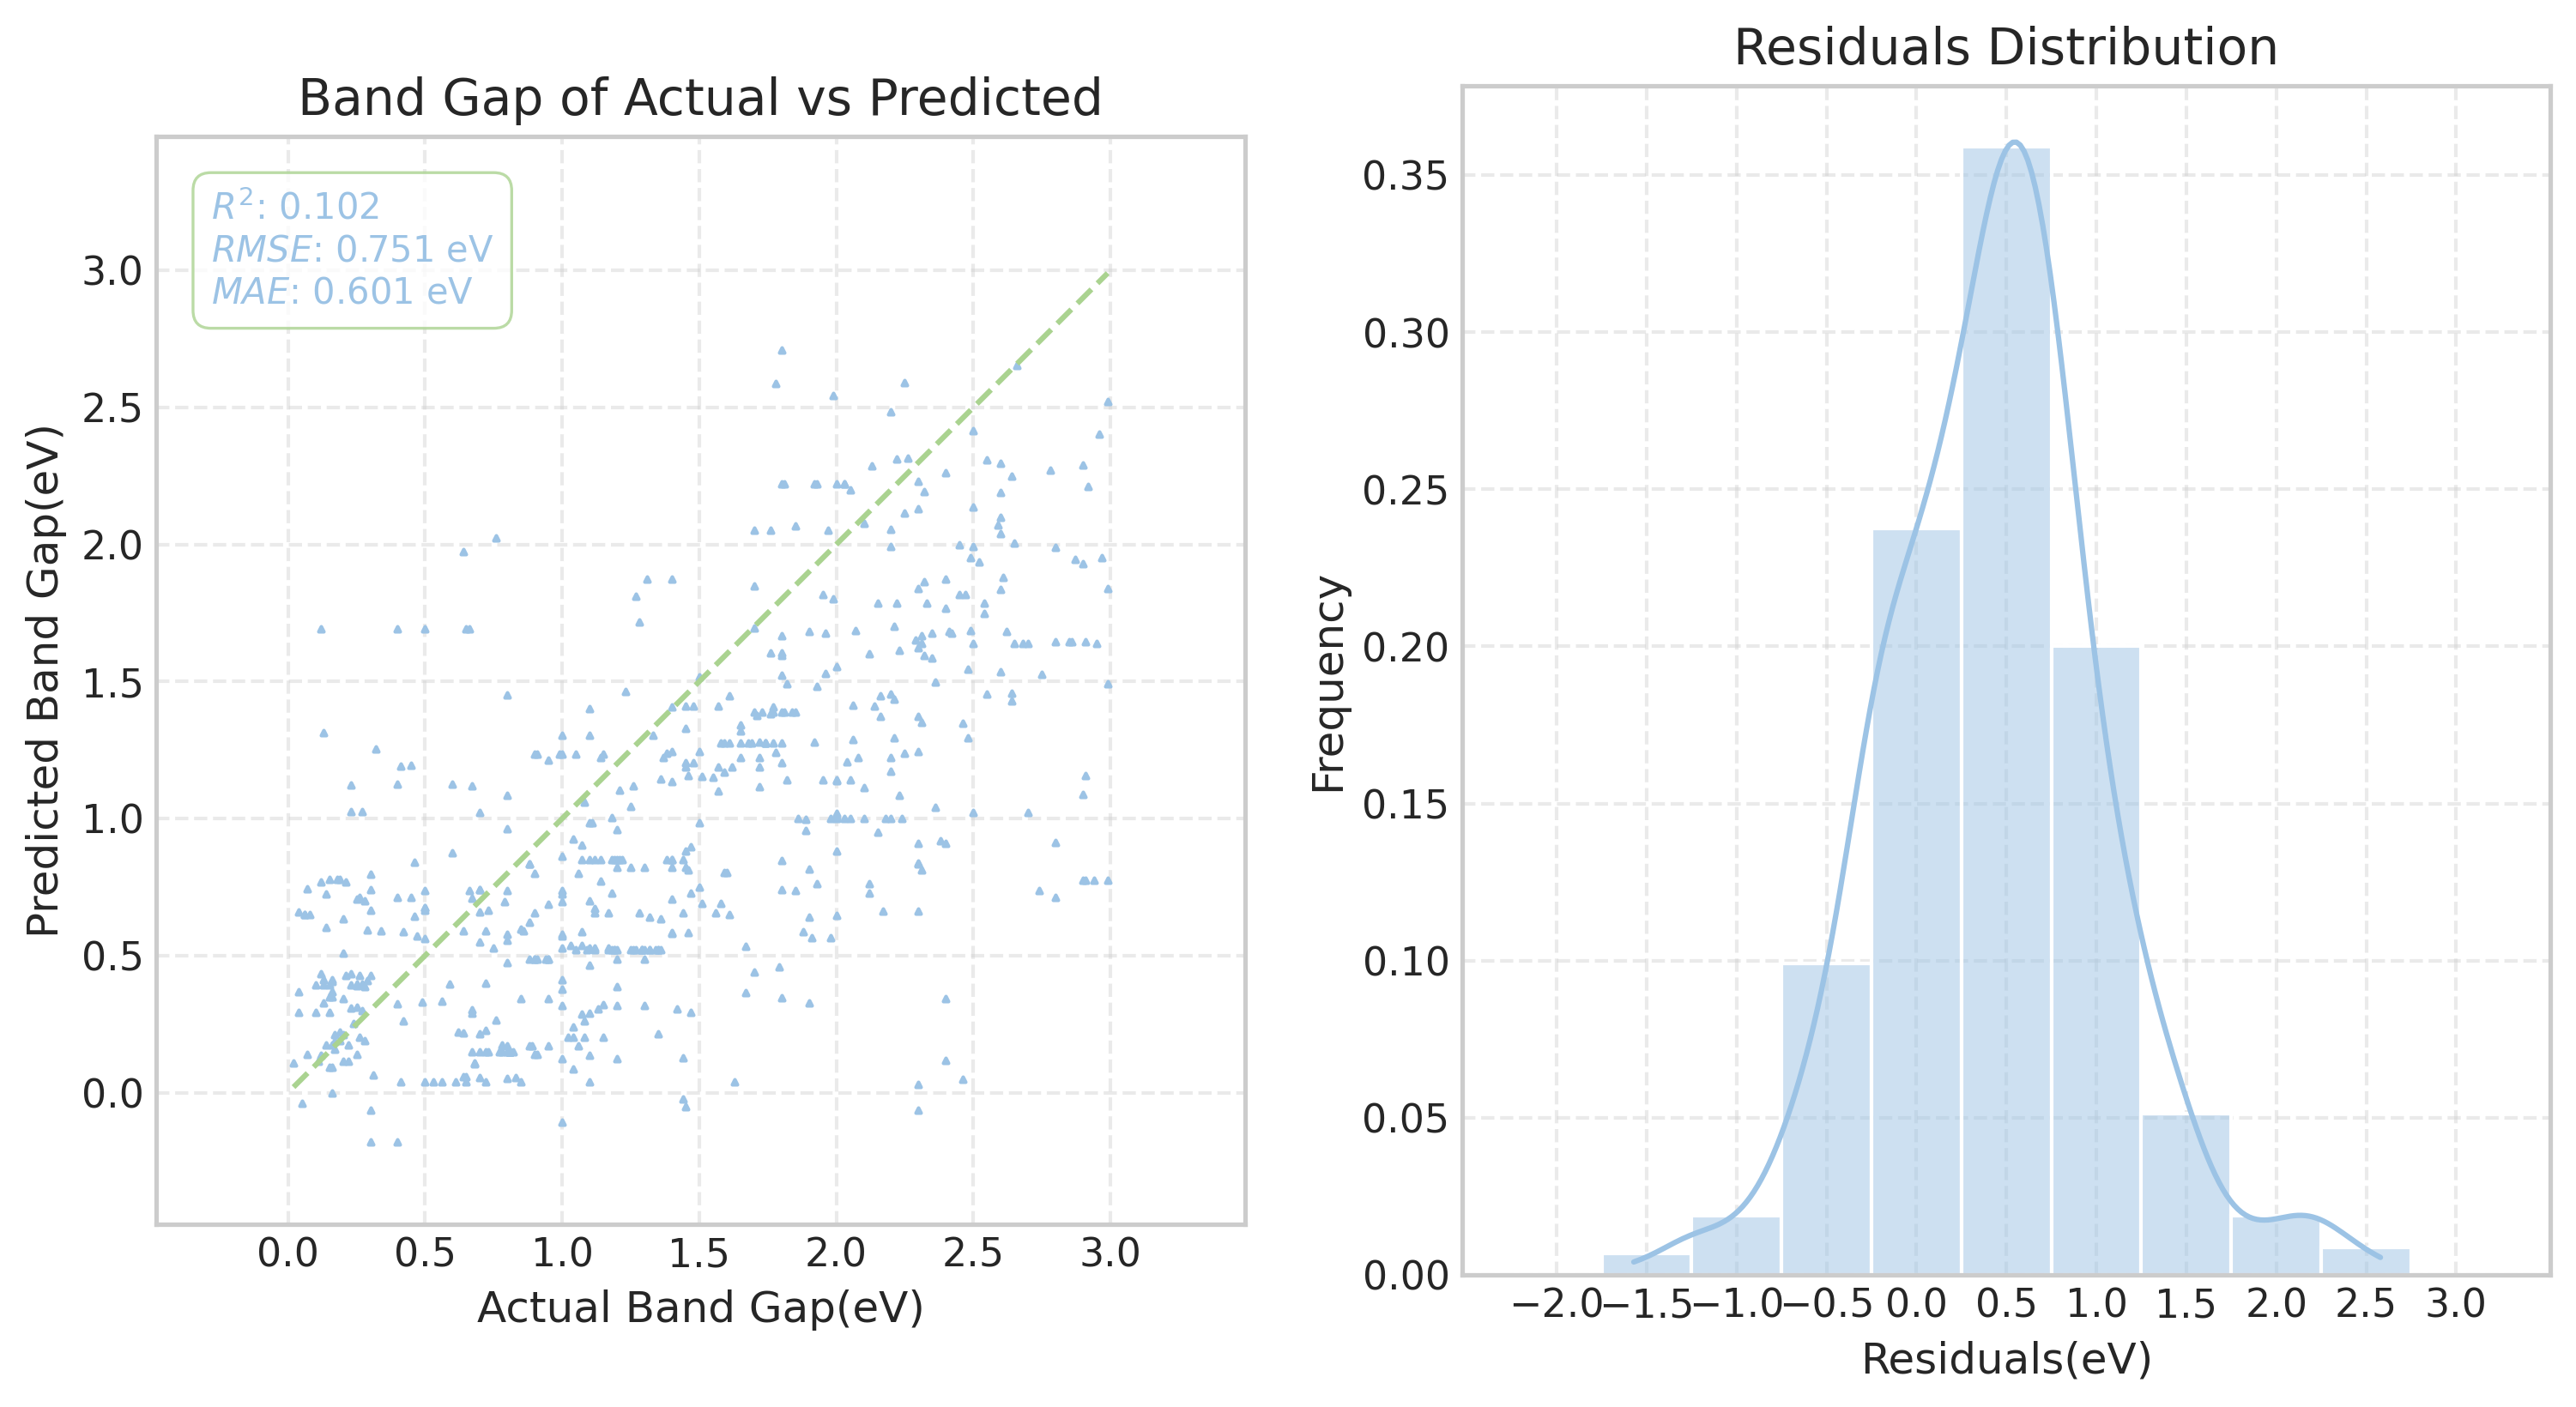 Band Gap of Actual vs Predicted
R²: 0.102
RMSE: 0.751 eV
MAE: 0.601 eV
3.0
2.5
2.0
1.5
1.0
0.5
0.0
Predicted Band Gap(eV)
0.0 0.5 1.0 1.5 2.0 2.5 3.0
Actual Band Gap(eV)
Residuals Distribution
0.35
0.30
0.25
0.20
0.15
0.10
0.05
0.00
Frequency
−2.0 −1.5 −1.0 −0.5 0.0 0.5 1.0 1.5 2.0 2.5 3.0
Residuals(eV)